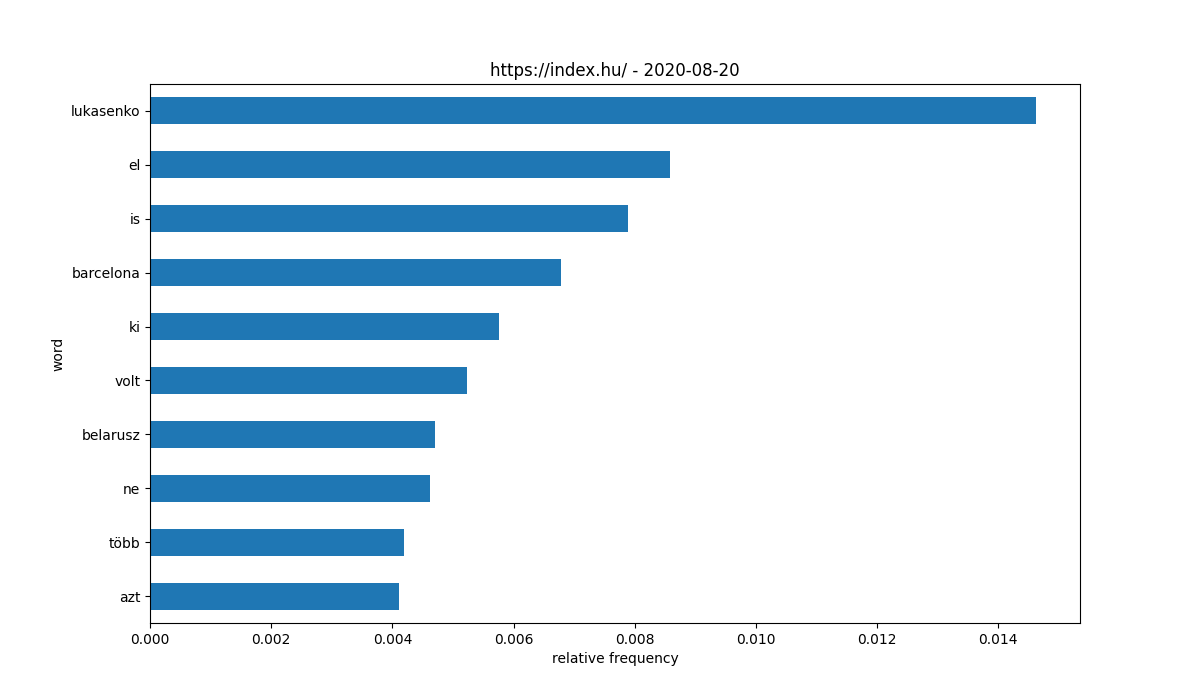 https://index.hu/ - 2020-08-20
lukasenko
el
is
barcelona
ki
volt
belarusz
ne
több
azt
word
0.000 0.002 0.004 0.006 0.008 0.010 0.012 0.014
relative frequency